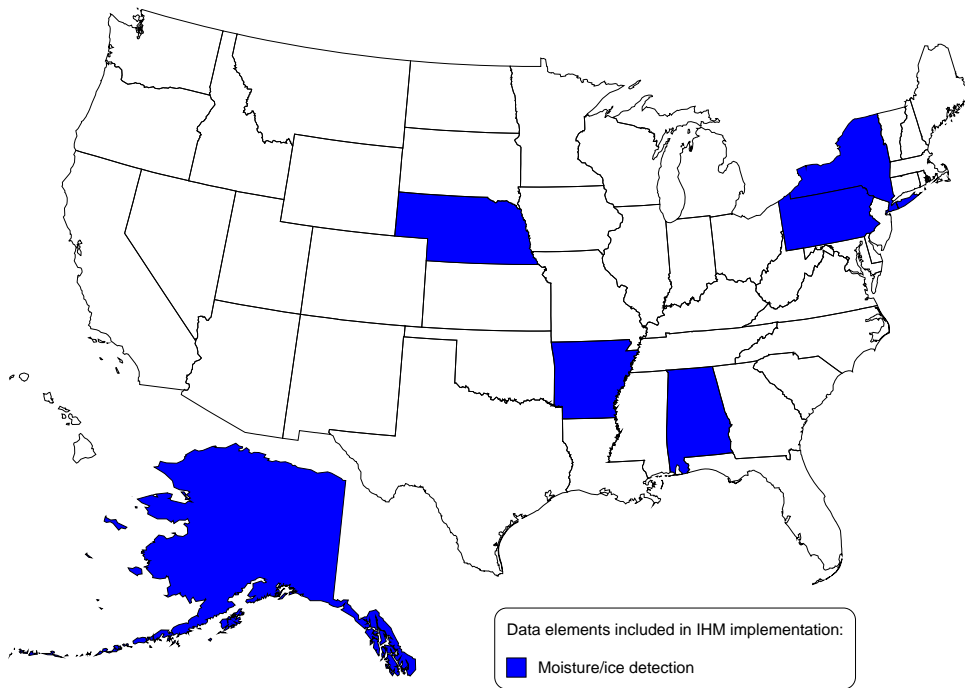 Data elements included in IHM implementation:
Moisture/ice detection